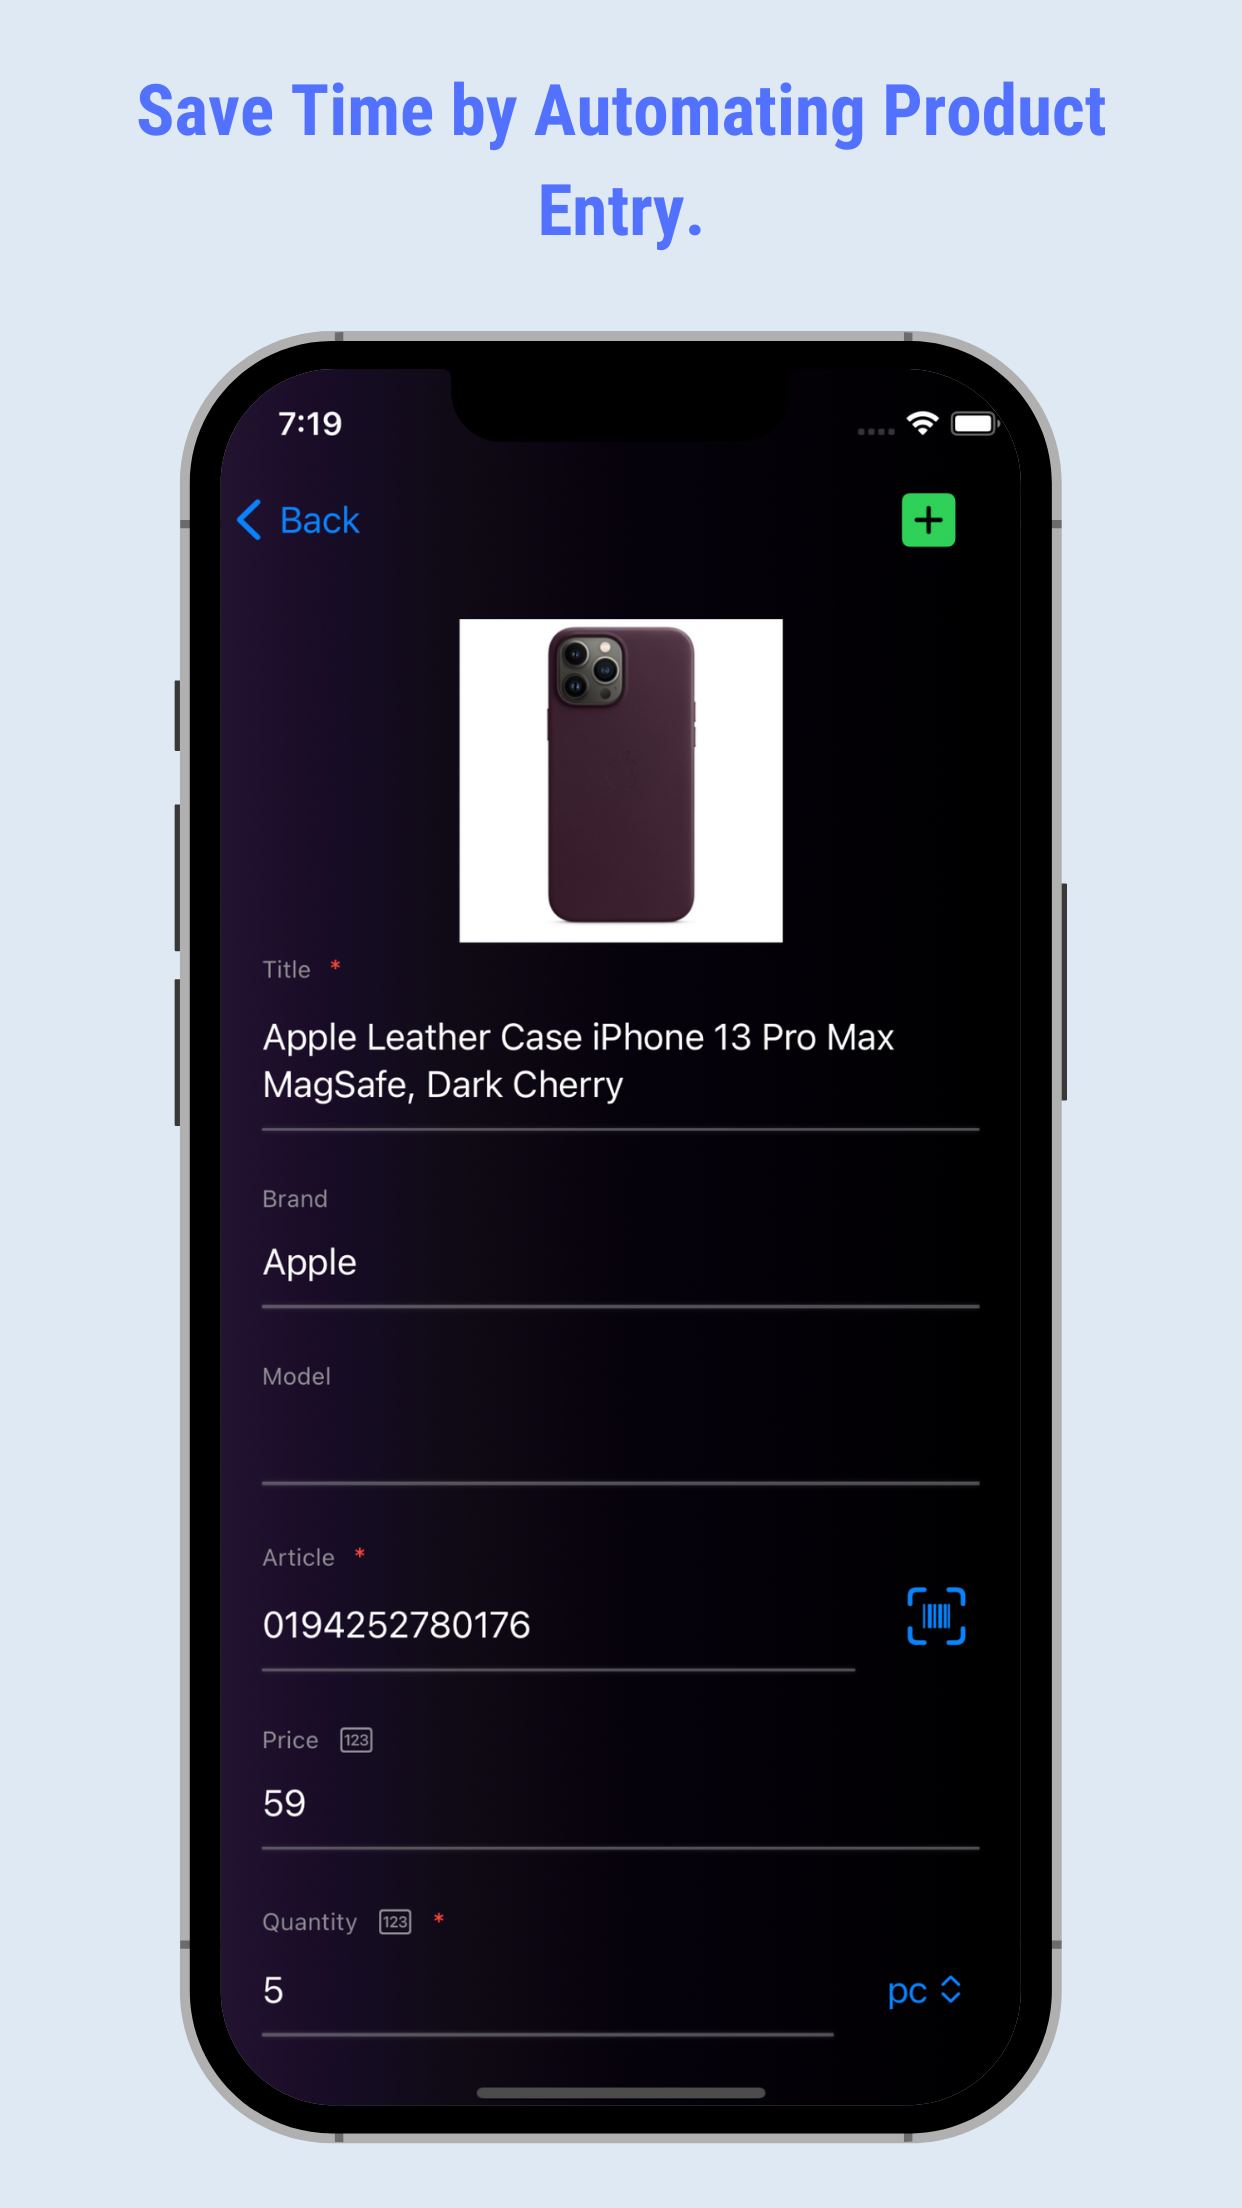 Save Time by Automating Product
Entry.
7:19
Back
Title *
Apple Leather Case iPhone 13 Pro Max
MagSafe, Dark Cherry
Brand
Apple
Model
Article *
0194252780176
Price 123
59
Quantity 123 *
5 pc